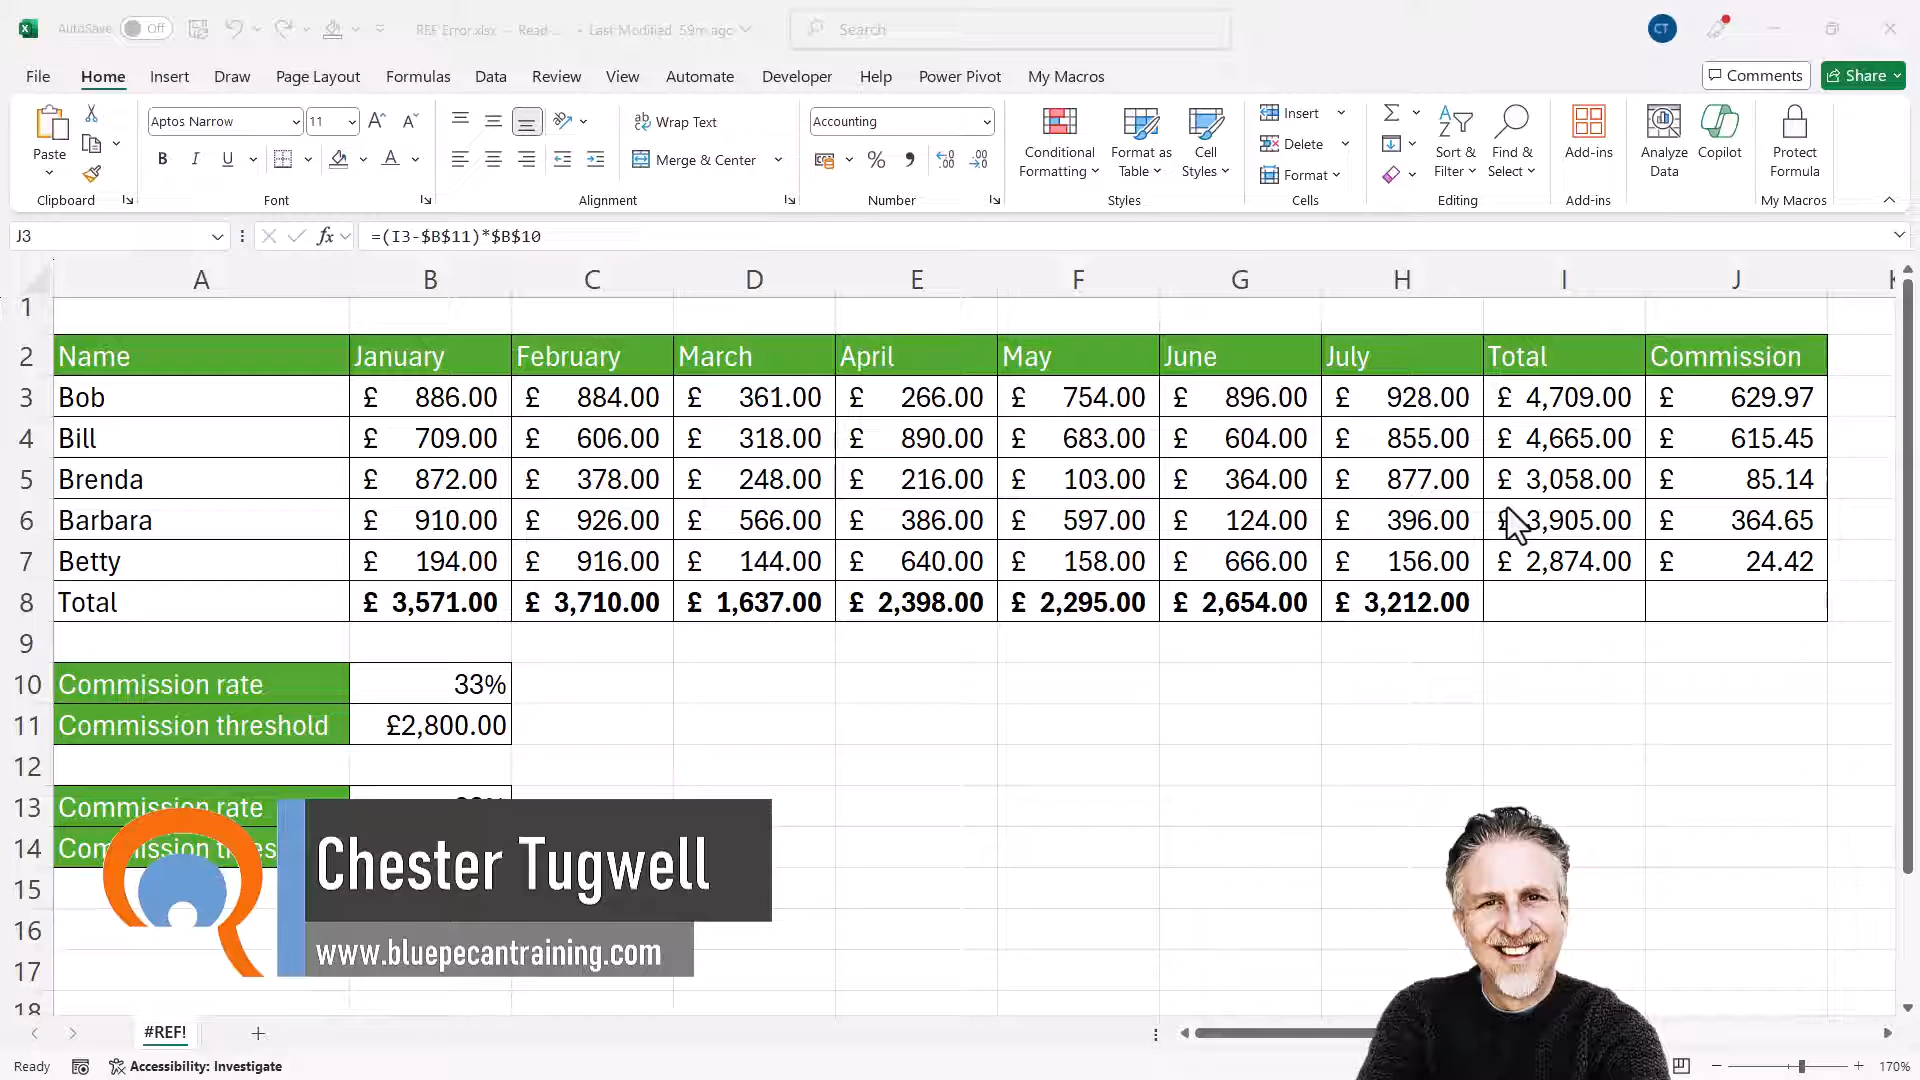 AutoSave Off REF Error.xlsx — Read-... • Last Modified 59m ago Search CT
File Home Insert Draw Page Layout Formulas Data Review View Automate Developer Help Power Pivot My Macros Comments Share
Paste Aptos Narrow 11 Wrap Text Accounting Conditional Formatting Format as Table Cell Styles Insert Sort & Filter Find & Select Add-ins Analyze Data Copilot Protect Formula
B I U A Merge & Center % Delete
Format
Clipboard Font Alignment Number Styles Cells Editing Add-ins My Macros
J3 fx =(I3-$B$11)*$B$10
A B C D E F G H I J
1
2 Name January February March April May June July Total Commission
3 Bob £ 886.00 £ 884.00 £ 361.00 £ 266.00 £ 754.00 £ 896.00 £ 928.00 £ 4,709.00 £ 629.97
4 Bill £ 709.00 £ 606.00 £ 318.00 £ 890.00 £ 683.00 £ 604.00 £ 855.00 £ 4,665.00 £ 615.45
5 Brenda £ 872.00 £ 378.00 £ 248.00 £ 216.00 £ 103.00 £ 364.00 £ 877.00 £ 3,058.00 £ 85.14
6 Barbara £ 910.00 £ 926.00 £ 566.00 £ 386.00 £ 597.00 £ 124.00 £ 396.00 £ 3,905.00 £ 364.65
7 Betty £ 194.00 £ 916.00 £ 144.00 £ 640.00 £ 158.00 £ 666.00 £ 156.00 £ 2,874.00 £ 24.42
8 Total £ 3,571.00 £ 3,710.00 £ 1,637.00 £ 2,398.00 £ 2,295.00 £ 2,654.00 £ 3,212.00
9
10 Commission rate 33%
11 Commission threshold £2,800.00
12
13 Commission rate
14 Commission thres
15
16
17
18
Chester Tugwell
www.bluepecantraining.com
#REF!
Ready Accessibility: Investigate 170%